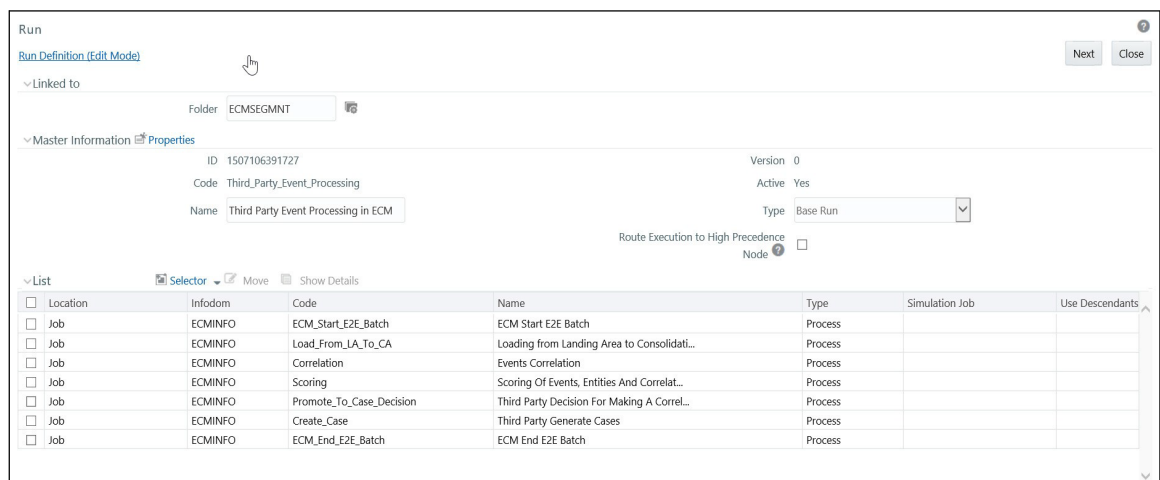 Run
Run Definition (Edit Mode)
Next Close
Linked to
Folder ECMSEGMNT
Master Information Properties
ID 1507106391727 Version 0
Code Third_Party_Event_Processing Active Yes
Name Third Party Event Processing in ECM Type Base Run
Route Execution to High Precedence
Node ?
List Selector Move Show Details
Location Infodom Code Name Type Simulation Job Use Descendants
Job ECMINFO ECM_Start_E2E_Batch ECM Start E2E Batch Process
Job ECMINFO Load_From_LA_To_CA Loading from Landing Area to Consolidati... Process
Job ECMINFO Correlation Events Correlation Process
Job ECMINFO Scoring Scoring Of Events, Entities And Correlat... Process
Job ECMINFO Promote_To_Case_Decision Third Party Decision For Making A Correl... Process
Job ECMINFO Create_Case Third Party Generate Cases Process
Job ECMINFO ECM_End_E2E_Batch ECM End E2E Batch Process